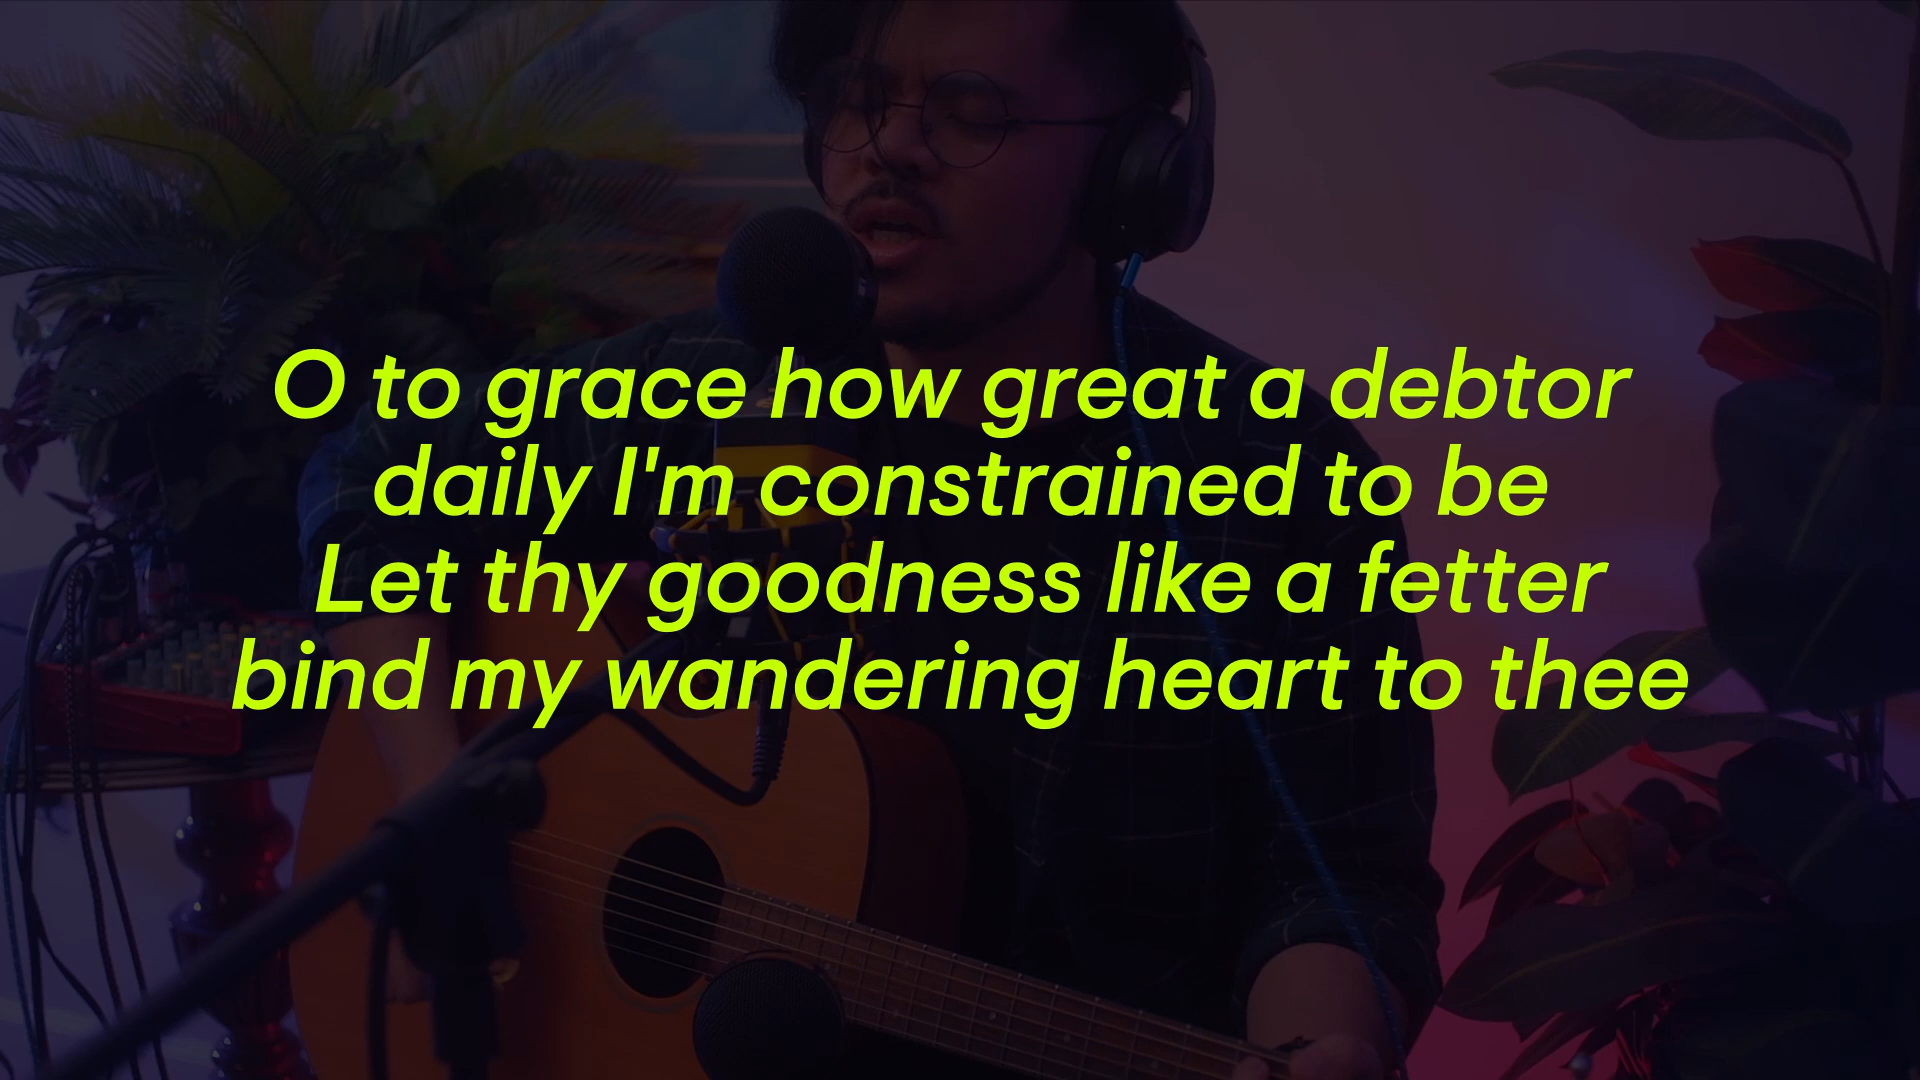 O to grace how great a debtor
daily I'm constrained to be
Let thy goodness like a fetter
bind my wandering heart to thee